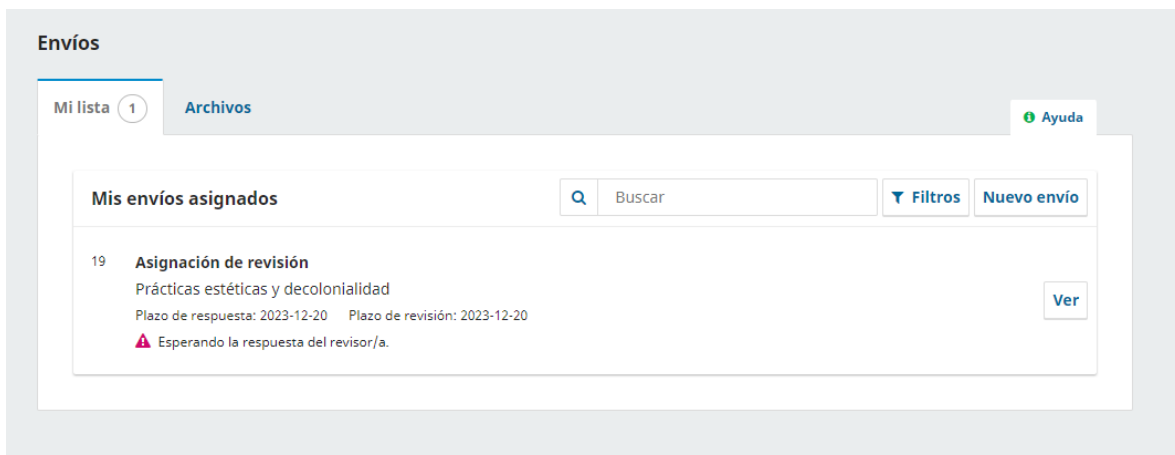 Envíos
Mi lista 1 Archivos
Ayuda
Mis envíos asignados Buscar Filtros Nuevo envío
19 Asignación de revisión
Prácticas estéticas y decolonialidad
Ver
Plazo de respuesta: 2023-12-20 Plazo de revisión: 2023-12-20
Esperando la respuesta del revisor/a.